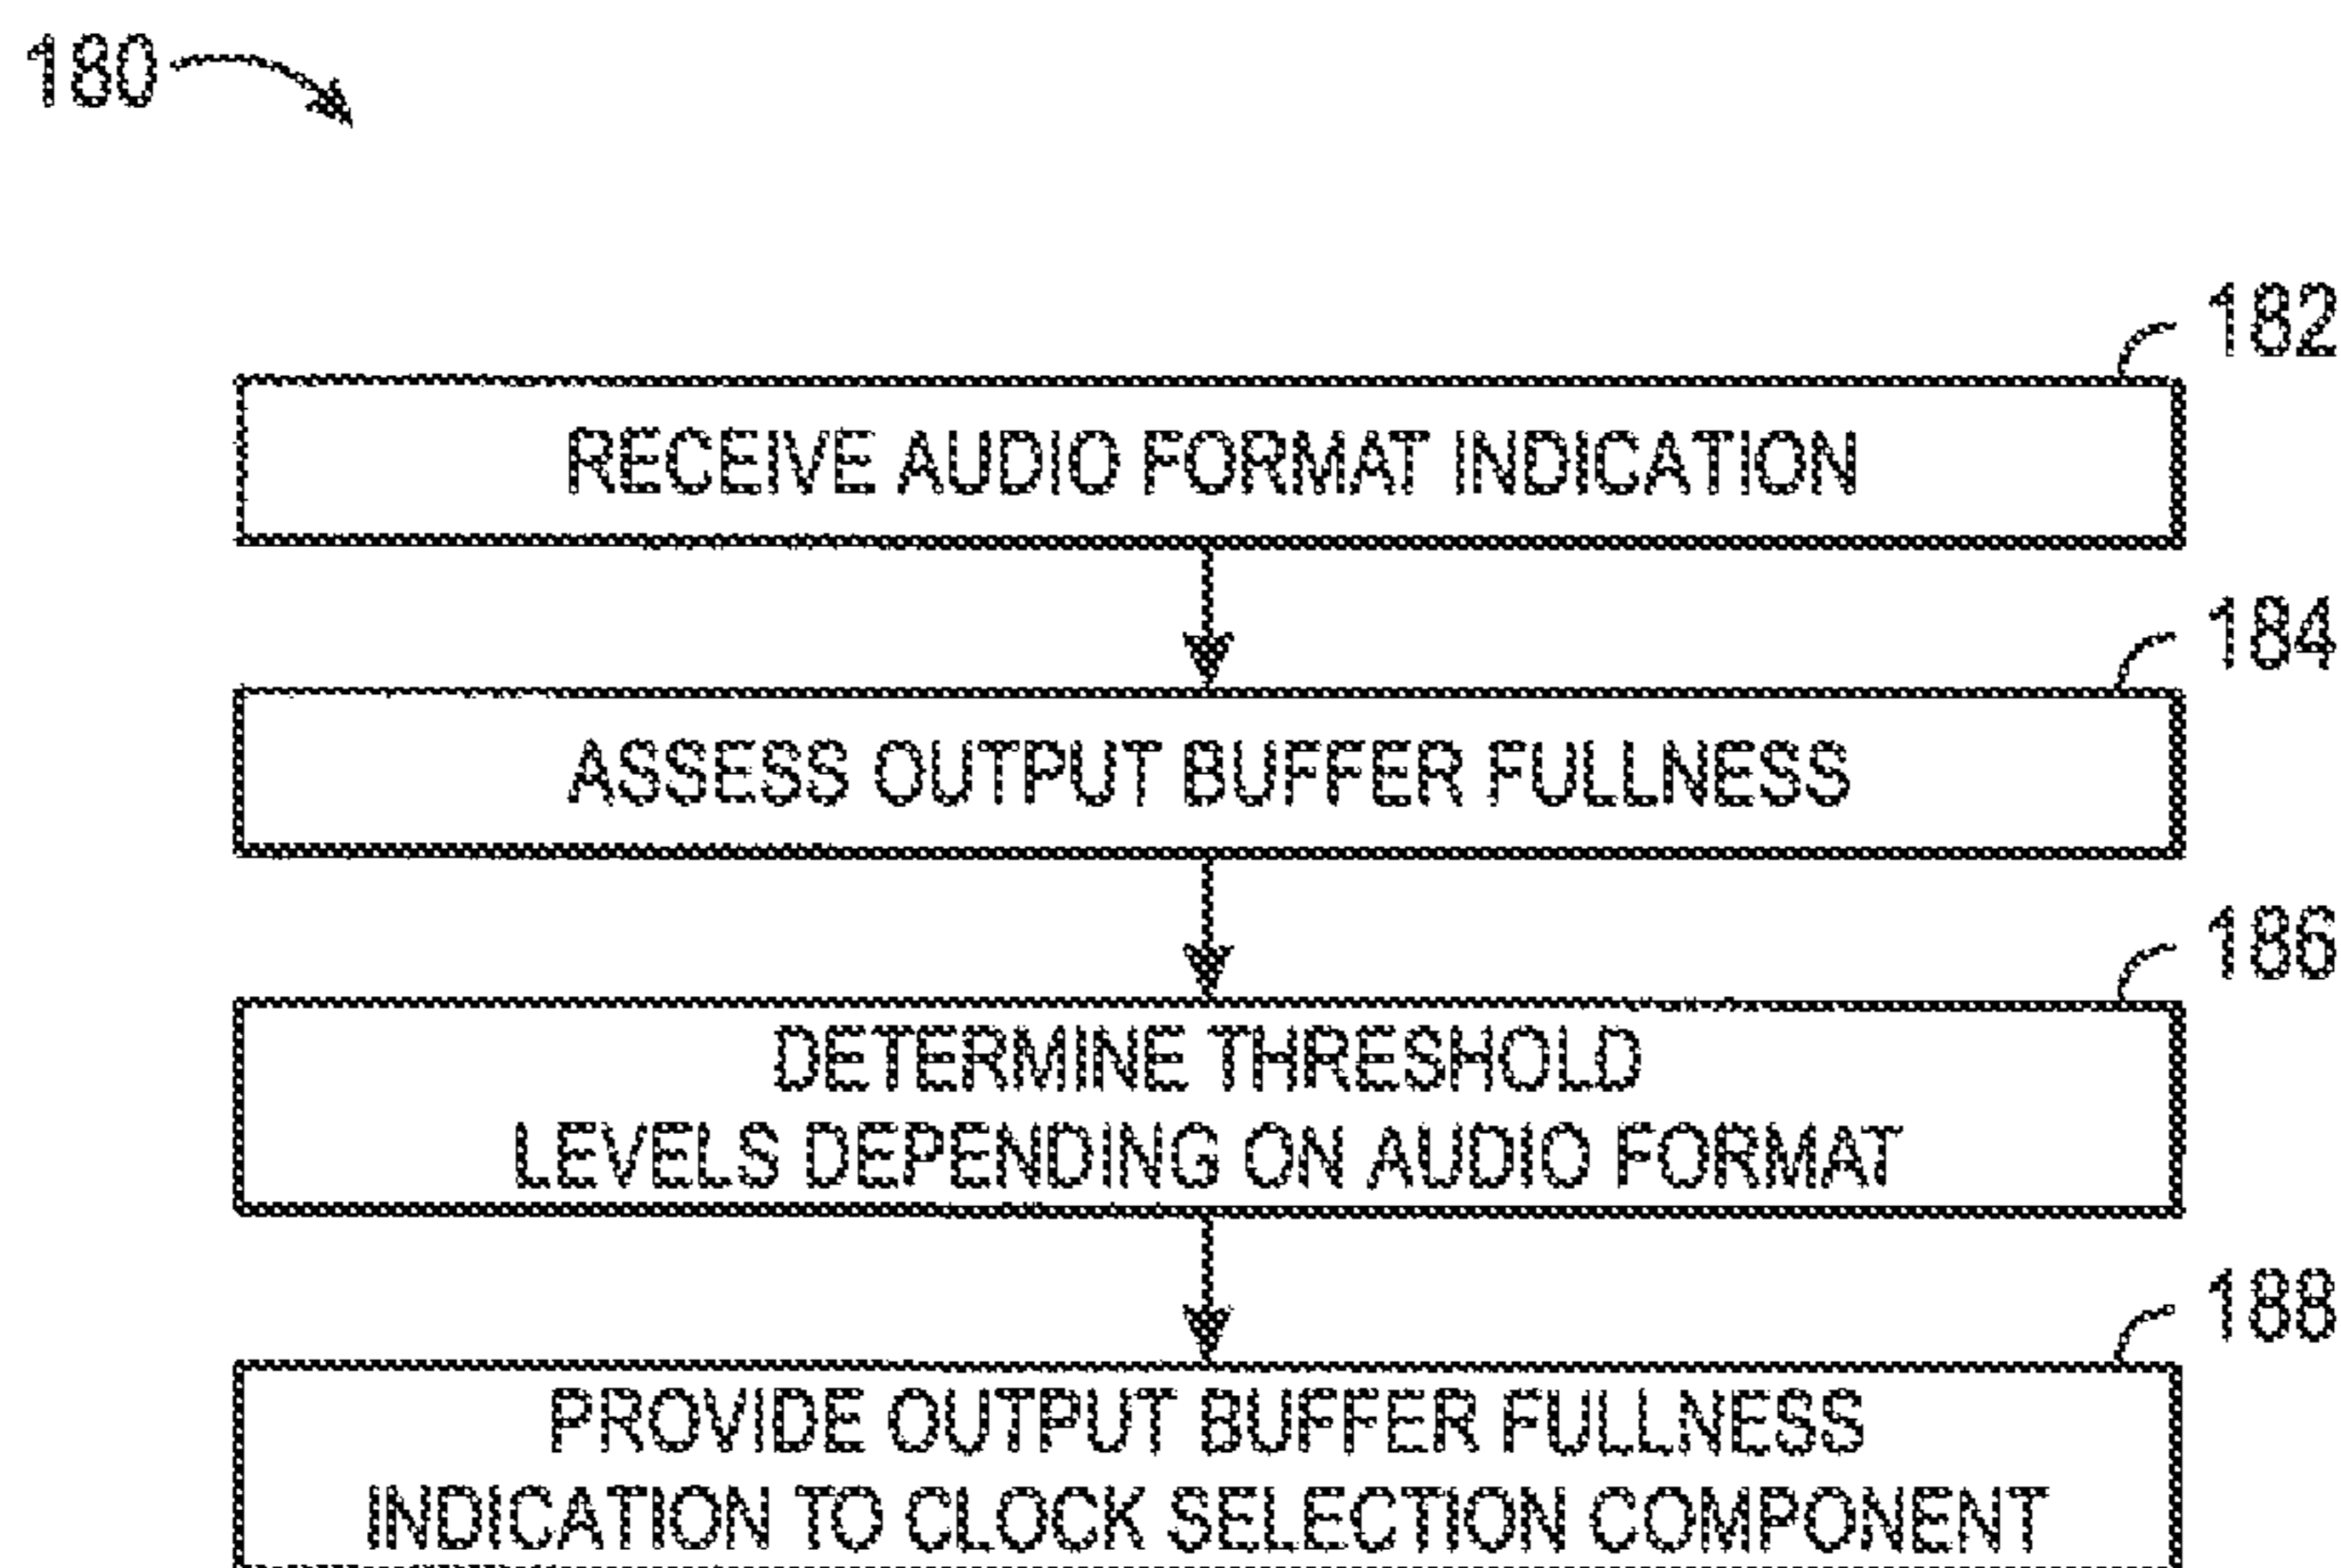 180
182
RECEIVE AUDIO FORMAT INDICATION
184
ASSESS OUTPUT BUFFER FULLNESS
186
DETERMINE THRESHOLD
LEVELS DEPENDING ON AUDIO FORMAT
188
PROVIDE OUTPUT BUFFER FULLNESS
INDICATION TO CLOCK SELECTION COMPONENT